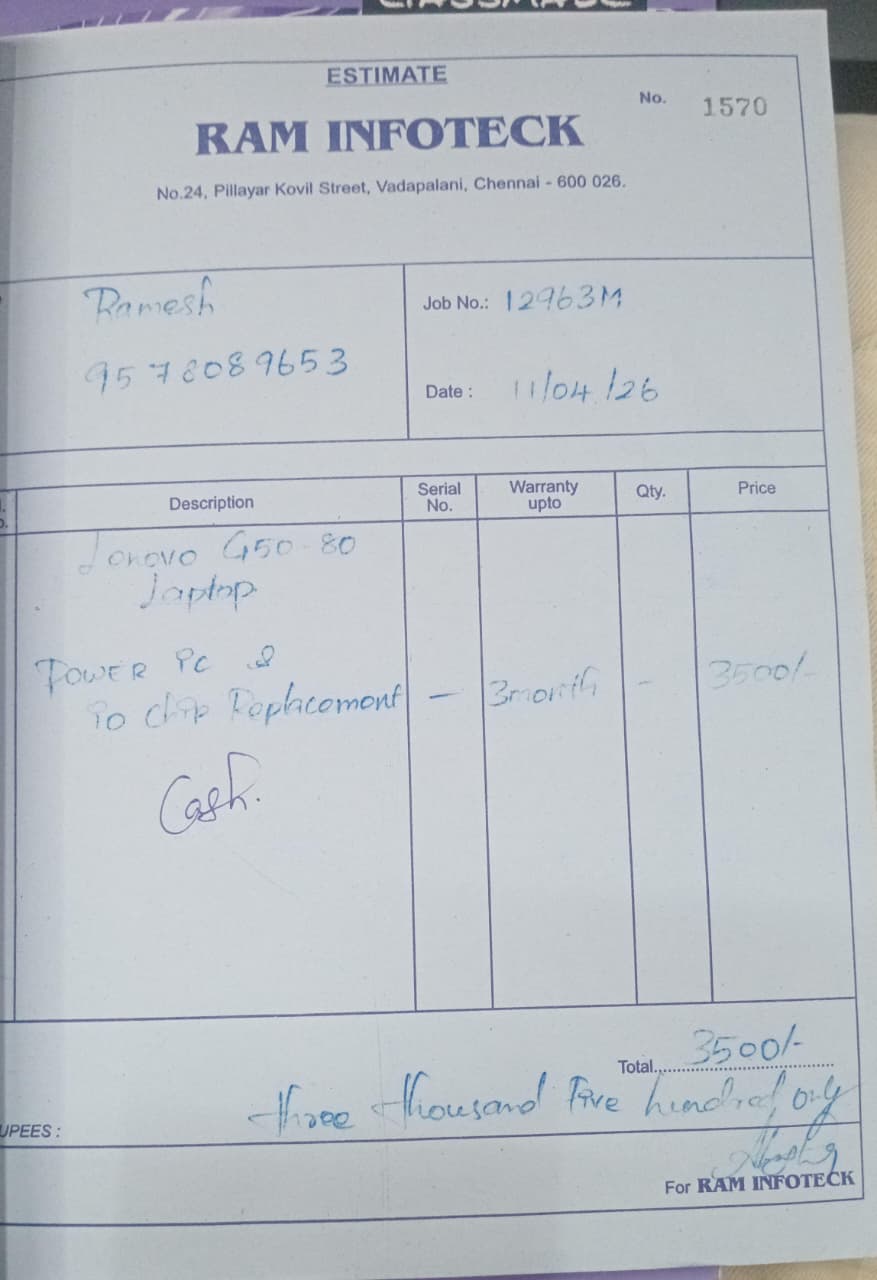 ESTIMATE
No. 1570
RAM INFOTECK
No.24, Pillayar Kovil Street, Vadapalani, Chennai - 600 026.
Ramesh
Job No.: 12963M
9578089653
Date : 11/04/26
Description Serial No. Warranty upto Qty. Price
Lenovo G50-80
Laptop
POWER IC &
IO Chip Replacement - 3month - 3500/-
Cash.
Total 3500/-
UPEES : three thousand Five hundred only
For RAM INFOTECK